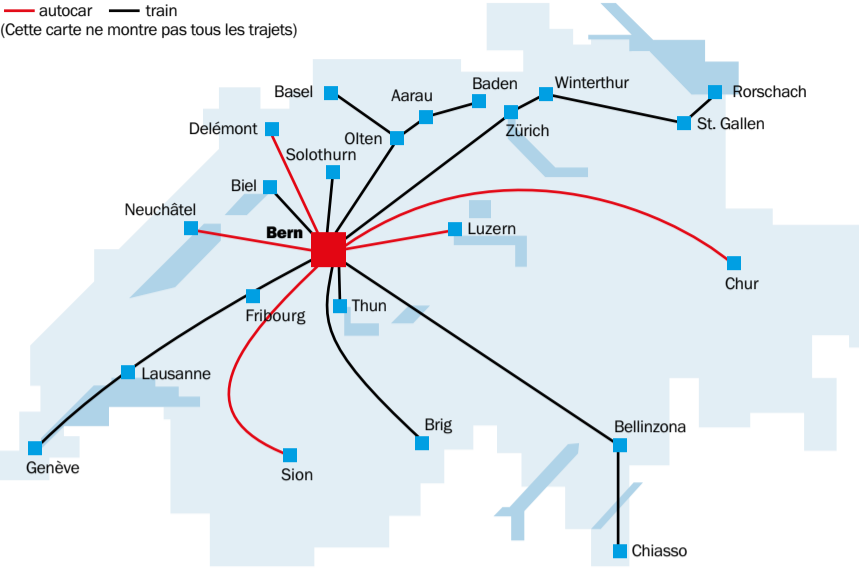 autocar train
(Cette carte ne montre pas tous les trajets)
Basel
Aarau
Baden
Winterthur
Rorschach
Delémont
Olten
Zürich
St. Gallen
Solothurn
Biel
Neuchâtel
Bern
Luzern
Chur
Fribourg
Thun
Lausanne
Brig
Bellinzona
Genève
Sion
Chiasso